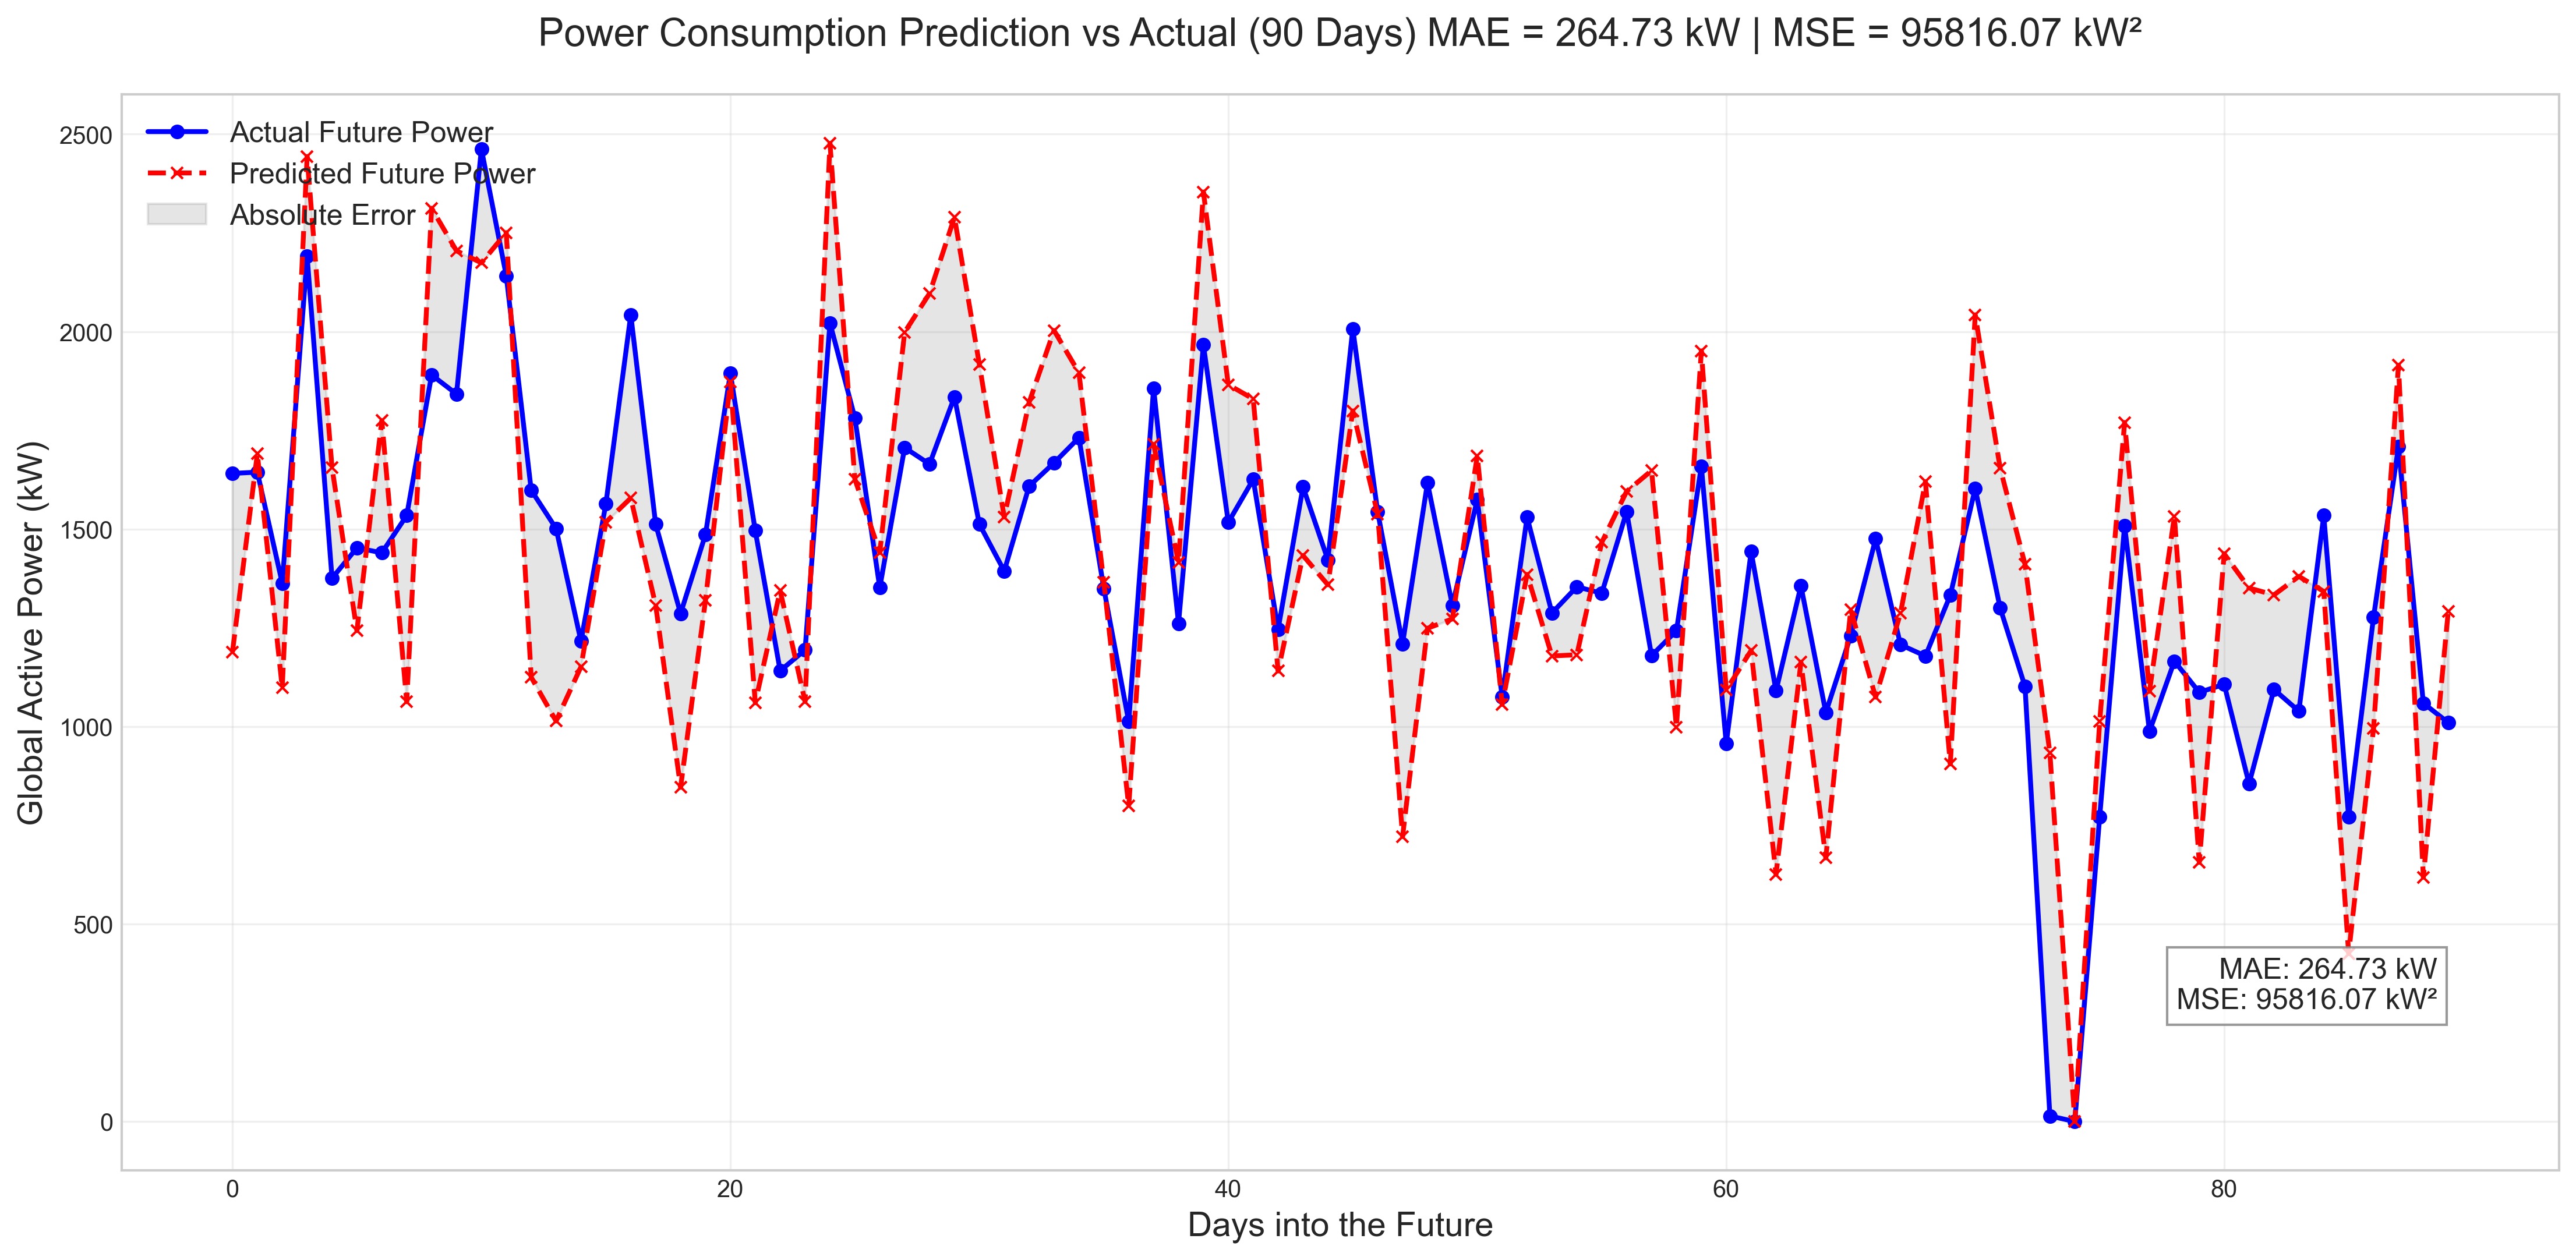 Power Consumption Prediction vs Actual (90 Days) MAE = 264.73 kW | MSE = 95816.07 kW²
Actual Future Power
Predicted Future Power
Absolute Error
Global Active Power (kW)
2500
2000
1500
1000
500
0
MAE: 264.73 kW
MSE: 95816.07 kW²
0 20 40 60 80
Days into the Future